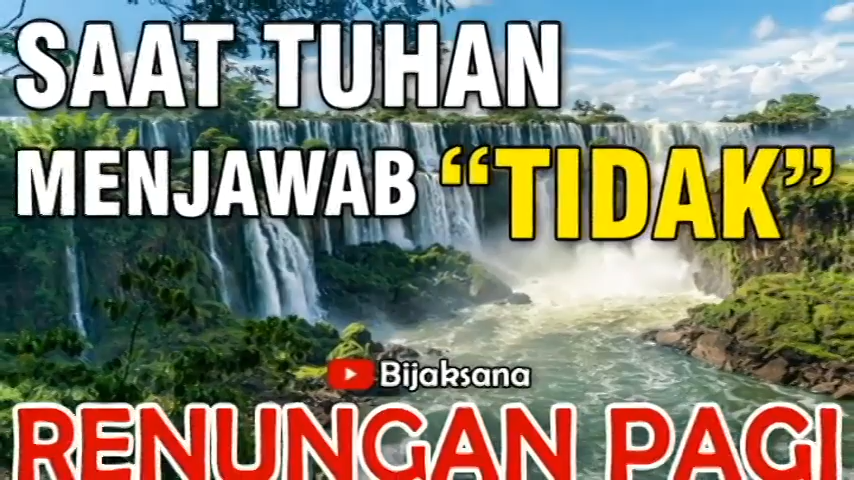 SAAT TUHAN
MENJAWAB “TIDAK”
Bijaksana
RENUNGAN PAGI